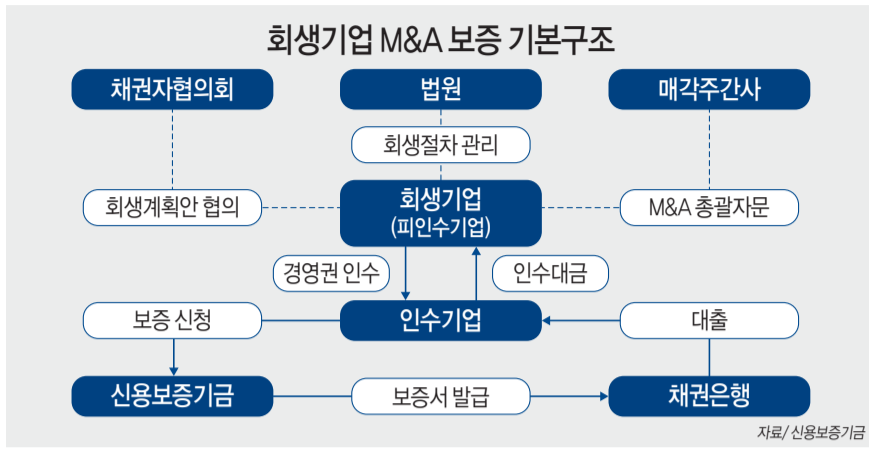 회생기업 M&A 보증 기본구조
채권자협의회
법원
매각주간사
회생절차 관리
회생계획안 협의
회생기업
(피인수기업)
M&A 총괄자문
경영권 인수
인수대금
보증 신청
인수기업
대출
신용보증기금
보증서 발급
채권은행
자료/신용보증기금